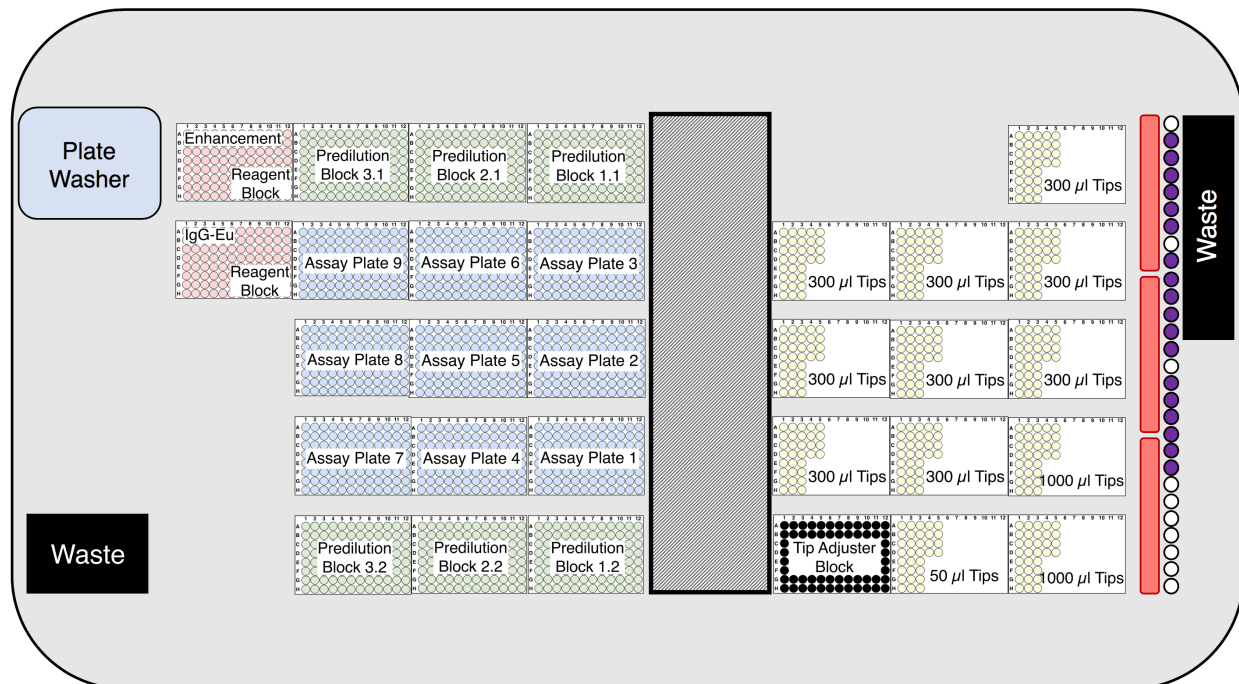 Plate
Washer
Enhancement
Reagent
Block
Predilution
Block 3.1
Predilution
Block 2.1
Predilution
Block 1.1
300 µl Tips
Waste
IgG-Eu
Reagent
Block
Assay Plate 9
Assay Plate 6
Assay Plate 3
300 µl Tips
300 µl Tips
300 µl Tips
Assay Plate 8
Assay Plate 5
Assay Plate 2
300 µl Tips
300 µl Tips
300 µl Tips
Assay Plate 7
Assay Plate 4
Assay Plate 1
300 µl Tips
300 µl Tips
1000 µl Tips
Waste
Predilution
Block 3.2
Predilution
Block 2.2
Predilution
Block 1.2
Tip Adjuster
Block
50 µl Tips
1000 µl Tips